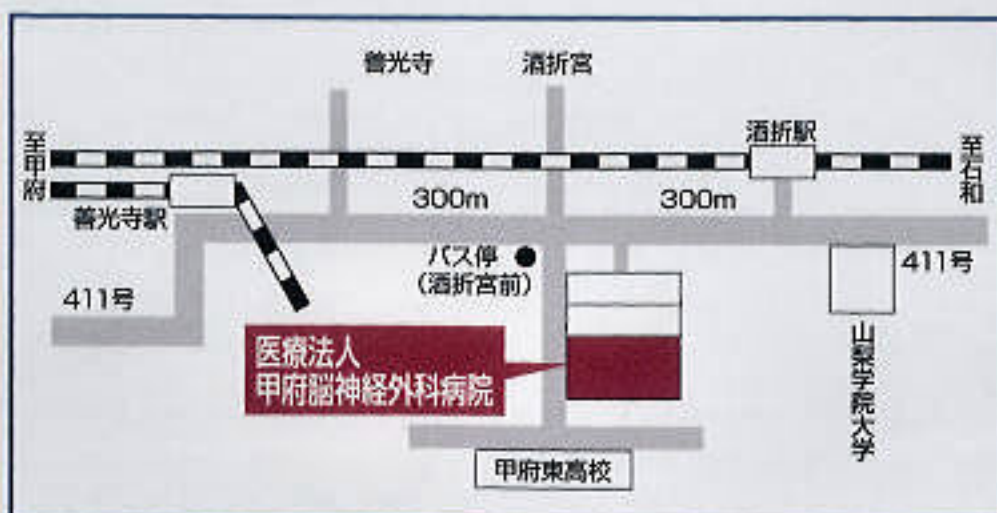 善光寺
酒折宮
至甲府
酒折駅
至石和
善光寺駅
300m
300m
411号
バス停
(酒折宮前)
411号
医療法人
甲府脳神経外科病院
山梨学院大学
甲府東高校